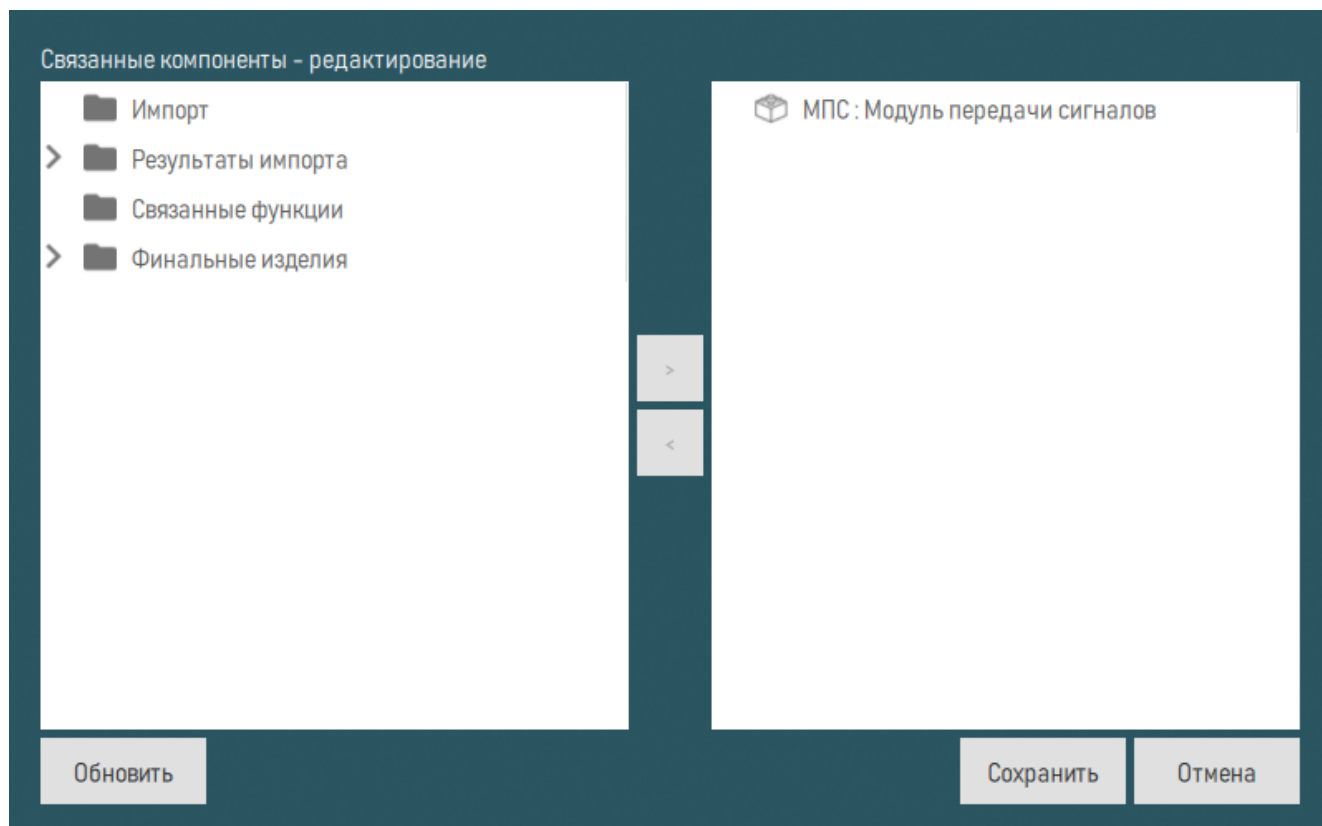 Связанные компоненты - редактирование
Импорт
Результаты импорта
Связанные функции
Финальные изделия
МПС : Модуль передачи сигналов
>
<
Обновить
Сохранить
Отмена